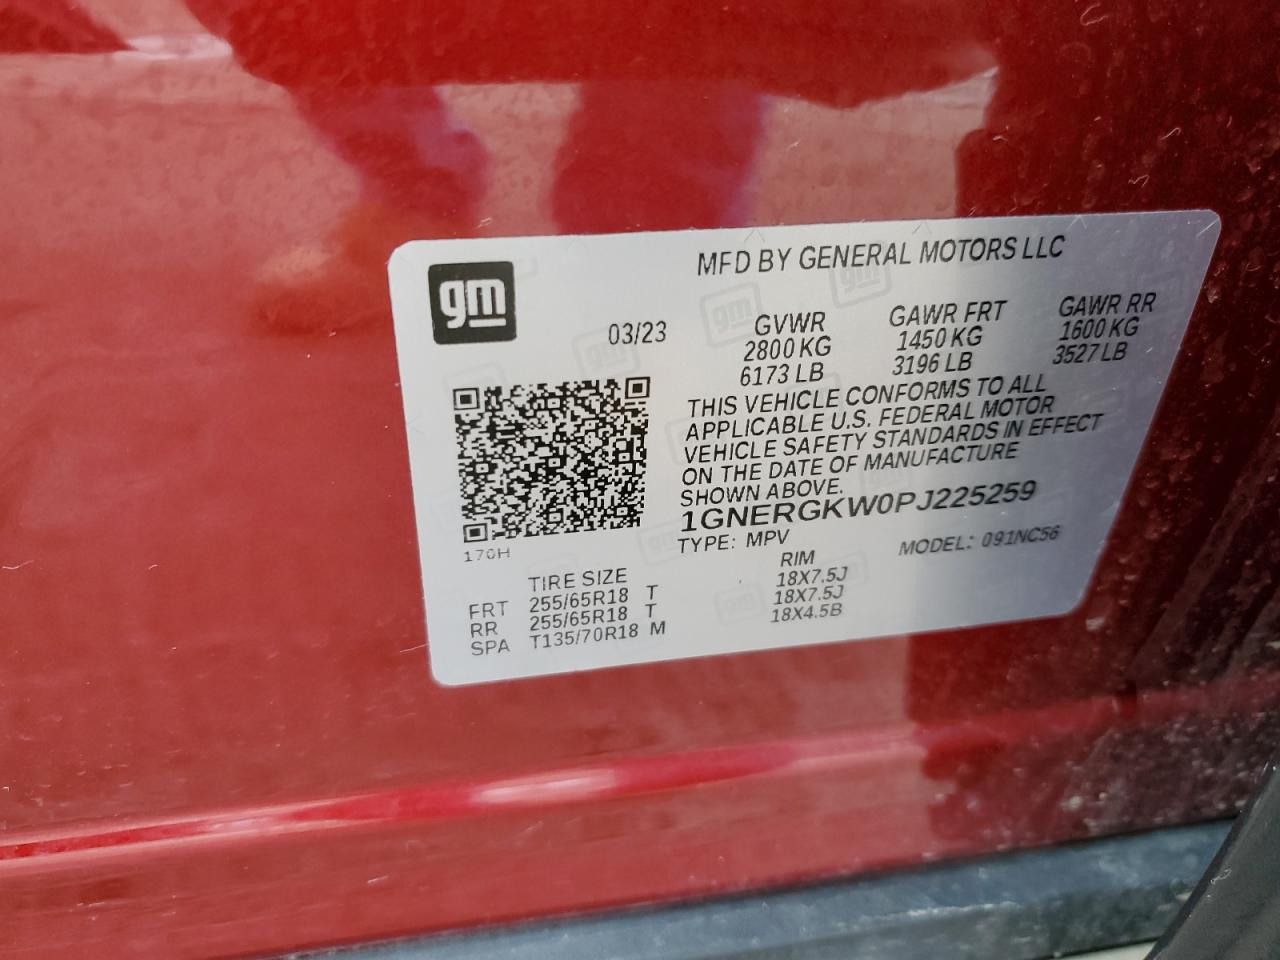 gm
MFD BY GENERAL MOTORS LLC
03/23
GVWR
2800 KG
6173 LB
GAWR FRT
1450 KG
3196 LB
GAWR RR
1600 KG
3527 LB
THIS VEHICLE CONFORMS TO ALL
APPLICABLE U.S. FEDERAL MOTOR
VEHICLE SAFETY STANDARDS IN EFFECT
ON THE DATE OF MANUFACTURE
SHOWN ABOVE.
1GNERGKW0PJ225259
TYPE: MPV
MODEL: 091NC56
170H
TIRE SIZE
RIM
FRT 255/65R18 T 18X7.5J
RR 255/65R18 T 18X7.5J
SPA T135/70R18 M 18X4.5B